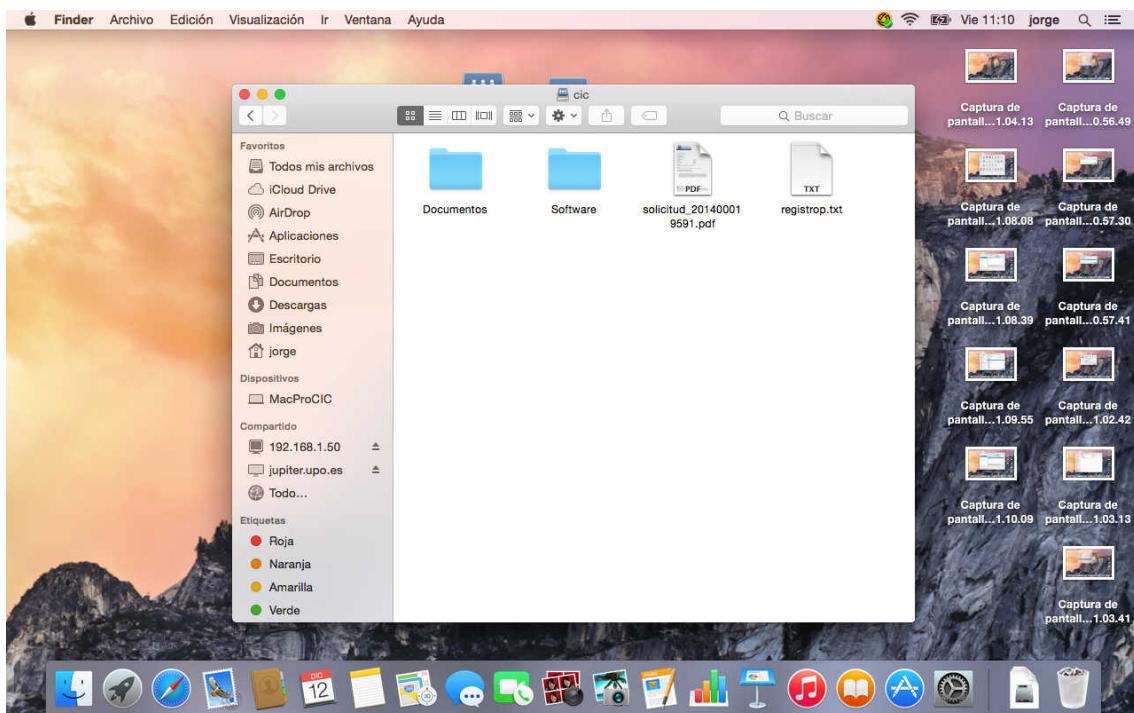 Finder Archivo Edición Visualización Ir Ventana Ayuda Vie 11:10 jorge
cic
Buscar
Favoritos
Todos mis archivos
iCloud Drive
AirDrop
Aplicaciones
Escritorio
Documentos
Descargas
Imágenes
jorge
Dispositivos
MacProCIC
Compartido
192.168.1.50
jupiter.upo.es
Todo...
Etiquetas
Roja
Naranja
Amarilla
Verde
PDF
TXT
Documentos
Software
solicitud_20140001
9591.pdf
registrop.txt
Captura de
pantall...1.04.13
Captura de
pantall...0.56.49
Captura de
pantall...1.08.08
Captura de
pantall...0.57.30
Captura de
pantall...1.08.39
Captura de
pantall...0.57.41
Captura de
pantall...1.09.55
Captura de
pantall...1.02.42
Captura de
pantall...1.10.09
Captura de
pantall...1.03.13
Captura de
pantall...1.03.41
DIC
12